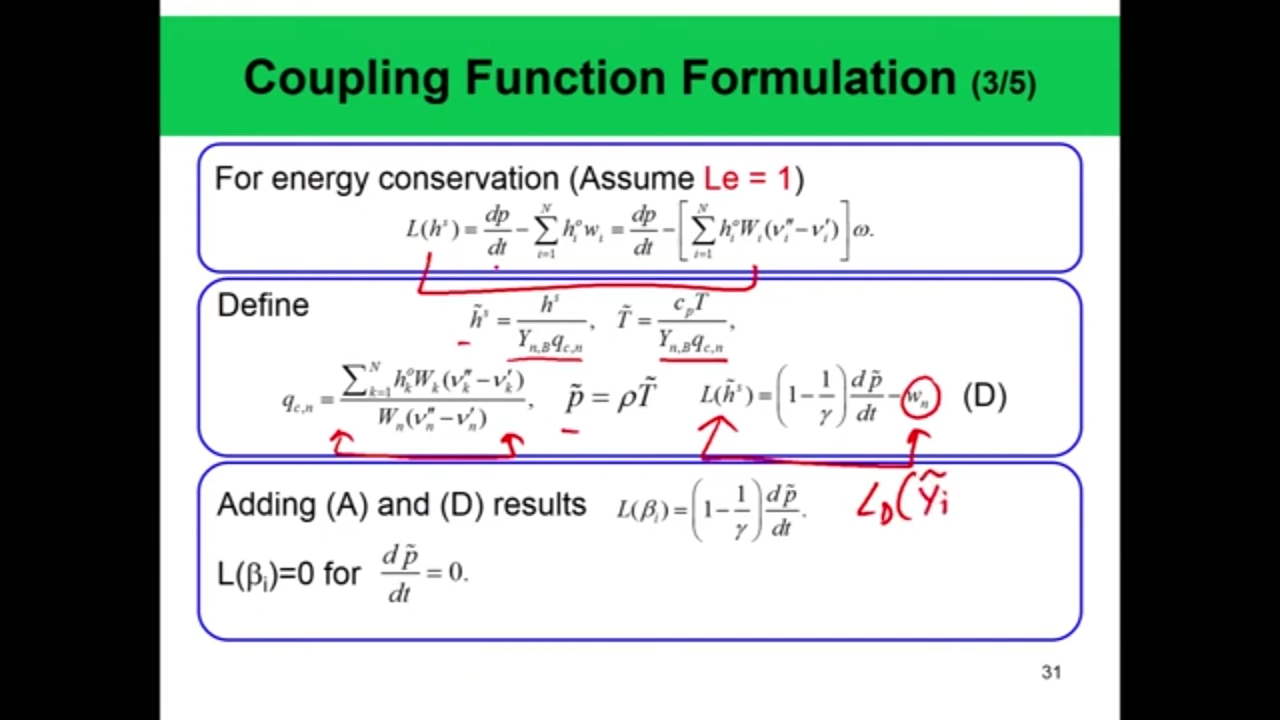 Coupling Function Formulation (3/5)
For energy conservation (Assume Le = 1)
L(h^s) = dp/dt − ∑_{i=1}^{N} h_i^o w_i = dp/dt − [∑_{i=1}^{N} h_i^o W_i (ν_i″ − ν_i′)] ω.
Define
h̃^s = h^s / (Y_{n,B} q_{c,n}), T̃ = c_p T / (Y_{n,B} q_{c,n}),
q_{c,n} = ∑_{k=1}^{N} h_k^o W_k (ν_k″ − ν_k′) / W_n (ν_n″ − ν_n′), p̃ = ρT̃ L(h̃^s) = (1 − 1/γ) dp̃/dt − w_n (D)
Adding (A) and (D) results L(β_i) = (1 − 1/γ) dp̃/dt. L_D(Ỹ_i
L(β_i)=0 for dp̃/dt = 0.
31